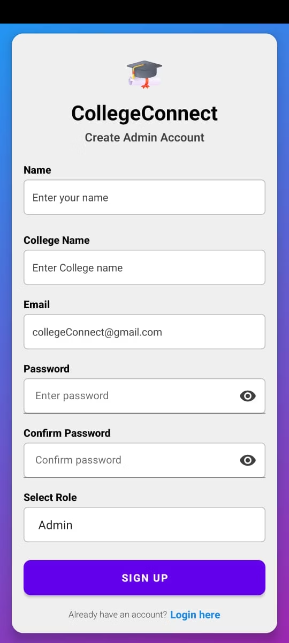 CollegeConnect
Create Admin Account
Name
Enter your name
College Name
Enter College name
Email
collegeConnect@gmail.com
Password
Enter password
Confirm Password
Confirm password
Select Role
Admin
SIGN UP
Already have an account? Login here